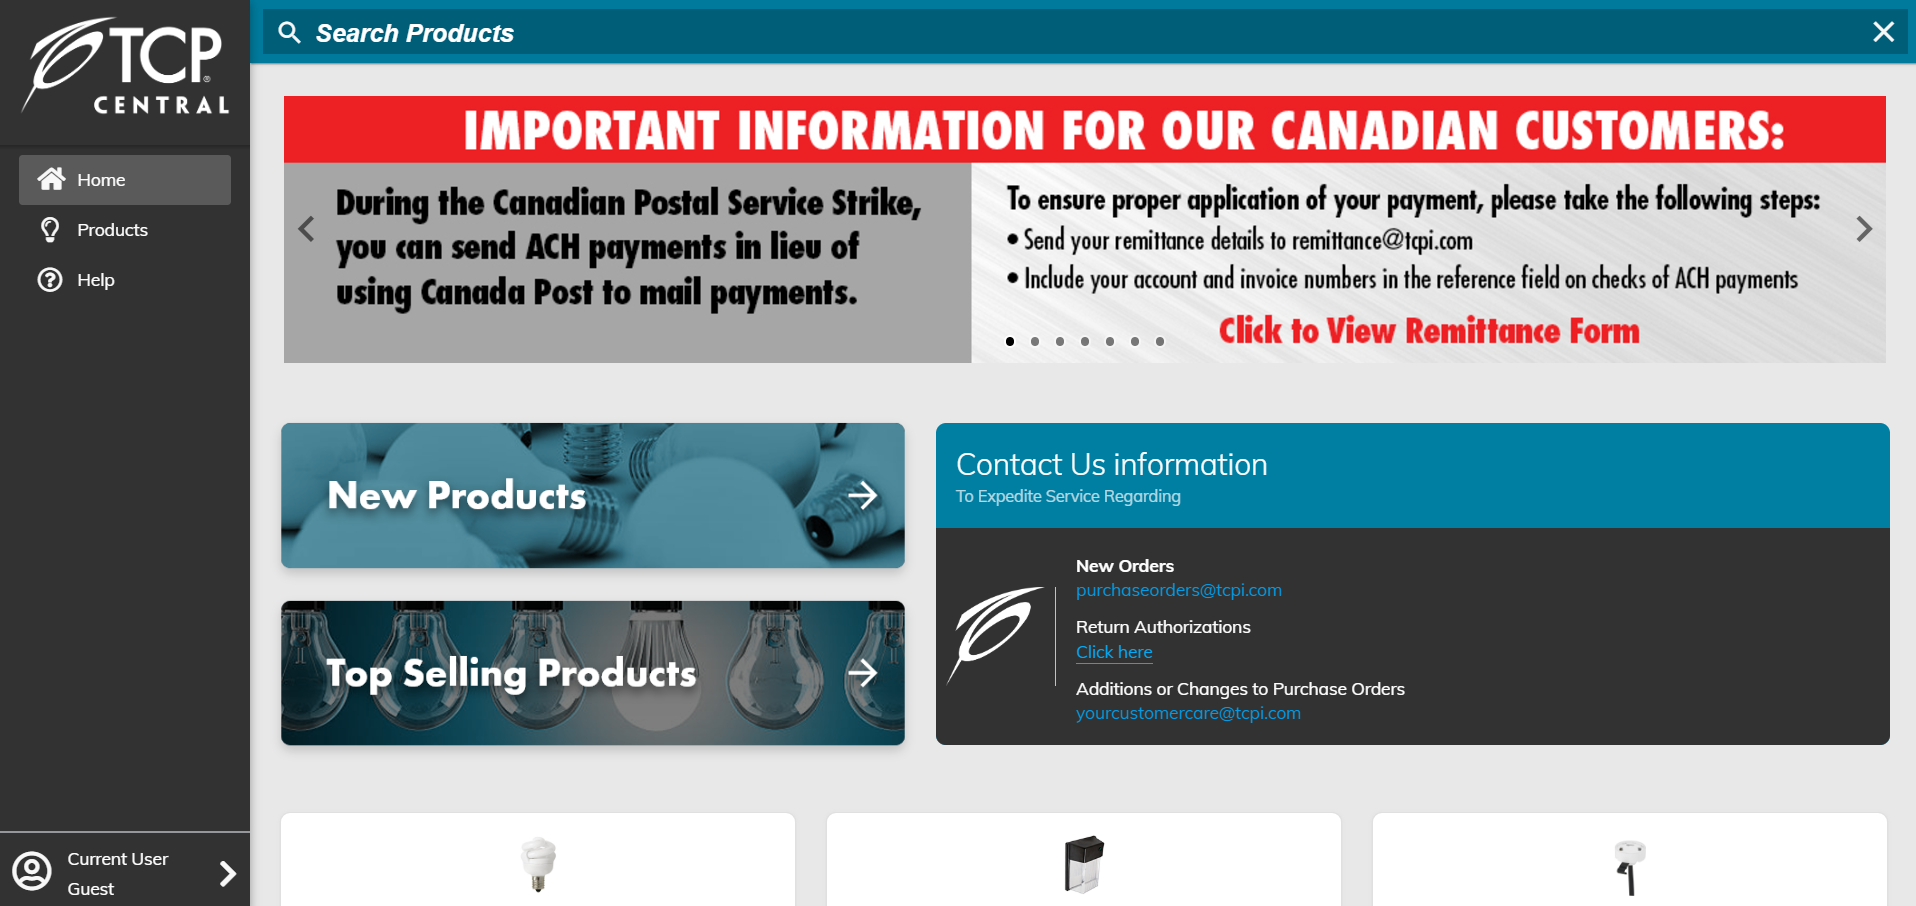 TCP
CENTRAL
Home
Products
Help
Current User
Guest
Search Products
IMPORTANT INFORMATION FOR OUR CANADIAN CUSTOMERS:
During the Canadian Postal Service Strike,
you can send ACH payments in lieu of
using Canada Post to mail payments.
To ensure proper application of your payment, please take the following steps:
• Send your remittance details to remittance@tcpi.com
• Include your account and invoice numbers in the reference field on checks of ACH payments
Click to View Remittance Form
New Products
Top Selling Products
Contact Us information
To Expedite Service Regarding
New Orders
purchaseorders@tcpi.com
Return Authorizations
Click here
Additions or Changes to Purchase Orders
yourcustomercare@tcpi.com